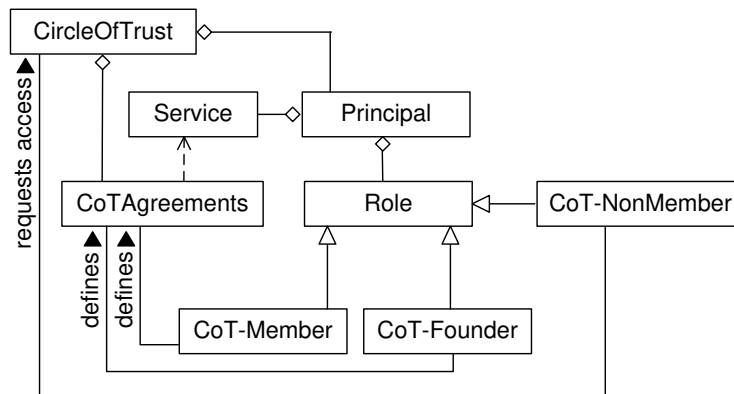 CircleOfTrust
requests access
Service
Principal
CoTAgreements
Role
CoT-NonMember
defines
defines
CoT-Member
CoT-Founder